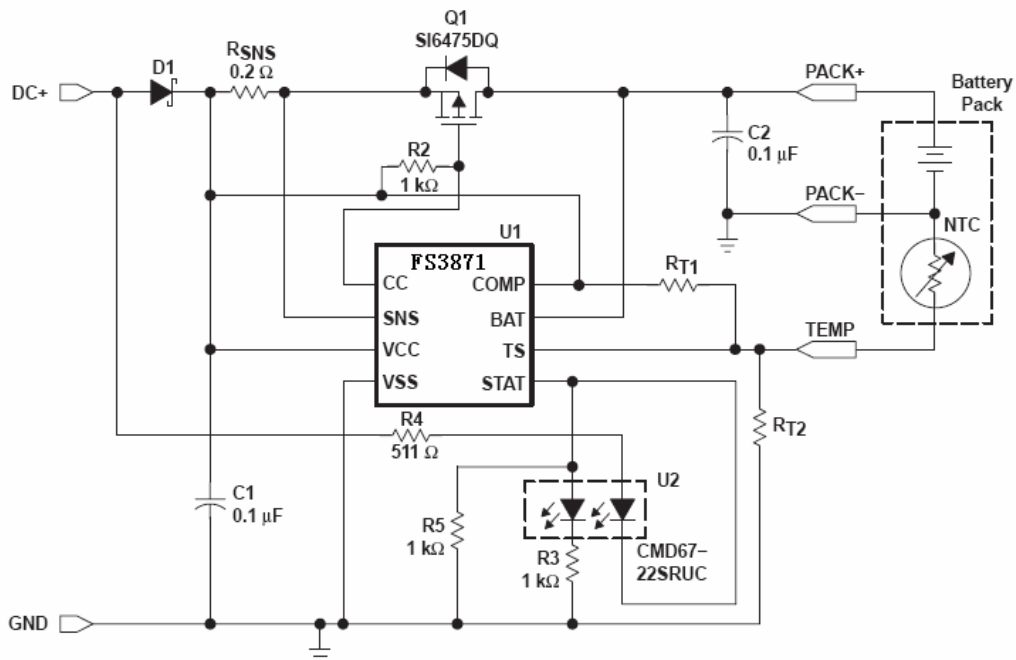 Q1
SI6475DQ
RSNS
0.2 Ω
D1
DC+
PACK+
Battery
Pack
C2
0.1 µF
R2
1 kΩ
PACK–
NTC
U1
FS3871
CC
COMP
RT1
SNS
BAT
TEMP
VCC
TS
VSS
STAT
R4
511 Ω
RT2
U2
C1
0.1 µF
R5
1 kΩ
R3
1 kΩ
CMD67–
22SRUC
GND